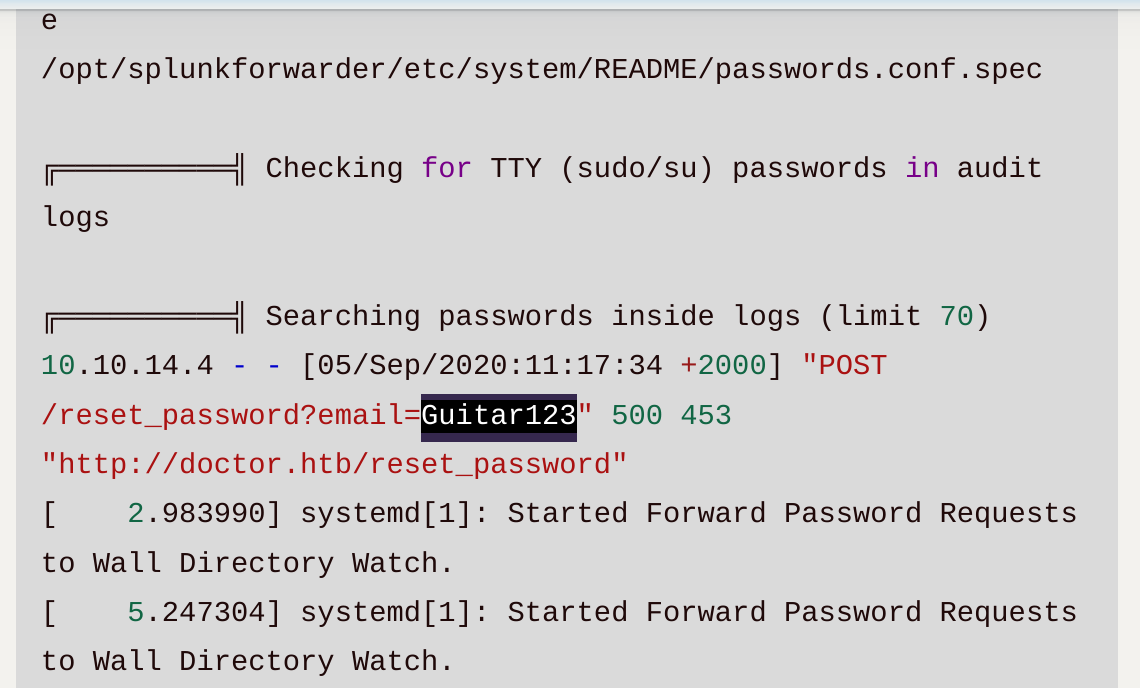 e
/opt/splunkforwarder/etc/system/README/passwords.conf.spec
╔══════════╣ Checking for TTY (sudo/su) passwords in audit
logs
╔══════════╣ Searching passwords inside logs (limit 70)
10.10.14.4 - - [05/Sep/2020:11:17:34 +2000] "POST
/reset_password?email=Guitar123" 500 453
"http://doctor.htb/reset_password"
[    2.983990] systemd[1]: Started Forward Password Requests
to Wall Directory Watch.
[    5.247304] systemd[1]: Started Forward Password Requests
to Wall Directory Watch.